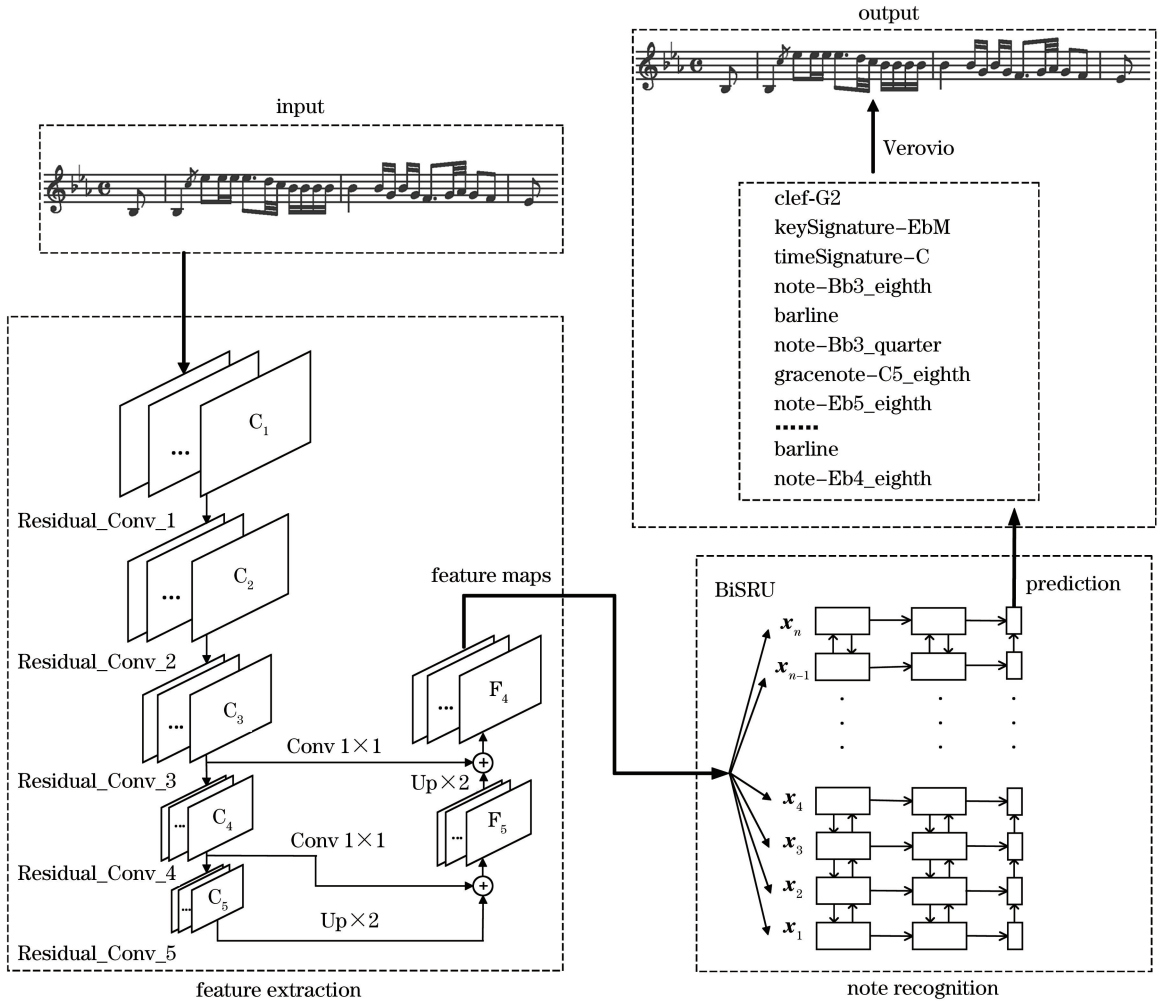 input
Residual_Conv_1
C1
...
Residual_Conv_2
C2
...
Residual_Conv_3
C3
...
Residual_Conv_4
C4
...
Residual_Conv_5
C5
...
Conv 1×1
Conv 1×1
Up×2
Up×2
+
+
F5
...
F4
...
feature maps
feature extraction
output
Verovio
clef-G2
keySignature-EbM
timeSignature-C
note-Bb3_eighth
barline
note-Bb3_quarter
gracenote-C5_eighth
note-Eb5_eighth
......
barline
note-Eb4_eighth
prediction
BiSRU
xn
xn-1
x4
x3
x2
x1
note recognition